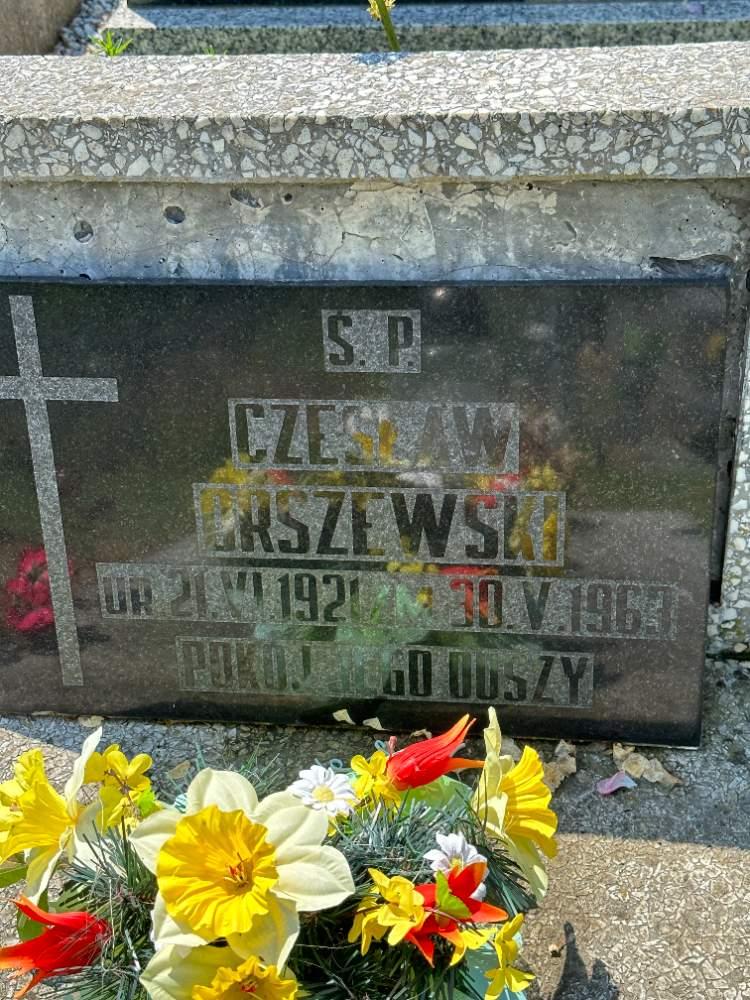 Ś. P.
CZESŁAW
ORSZEWSKI
UR 21.VI.1921 ZM 30.V.1963
POKÓJ JEGO DUSZY